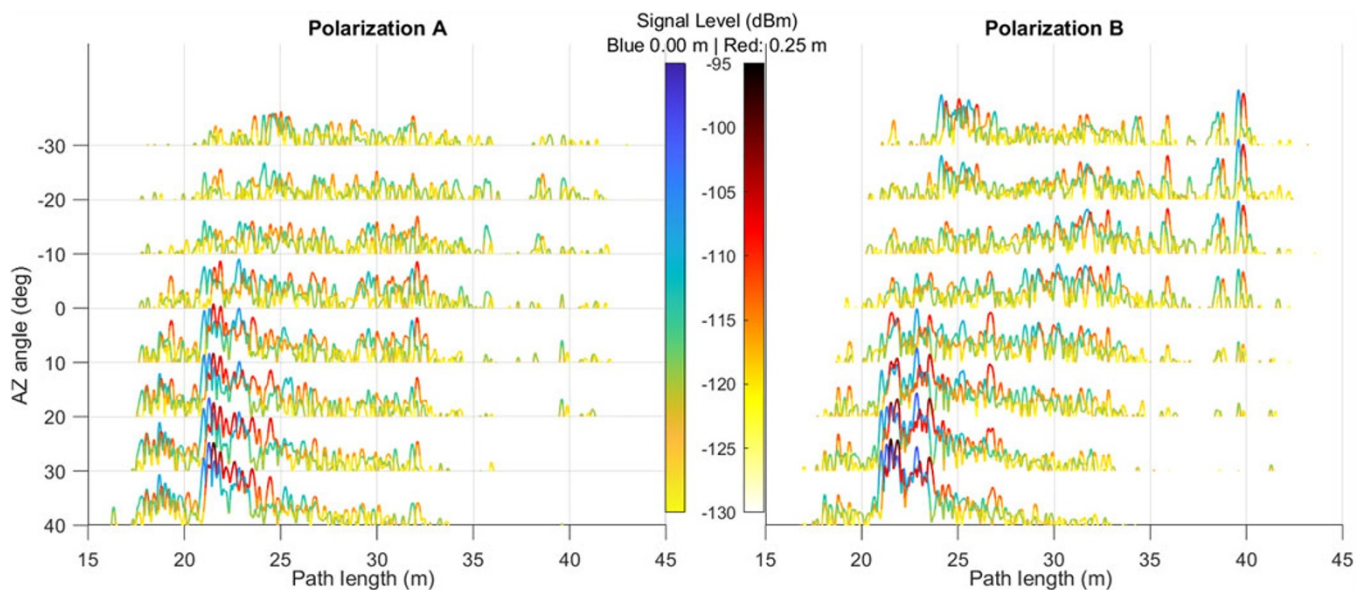 Polarization A
Signal Level (dBm)
Blue 0.00 m | Red: 0.25 m
Polarization B
-95
-100
-105
-110
-115
-120
-125
-130
AZ angle (deg)
-30
-20
-10
0
10
20
30
40
15 20 25 30 35 40 45
Path length (m)
15 20 25 30 35 40 45
Path length (m)